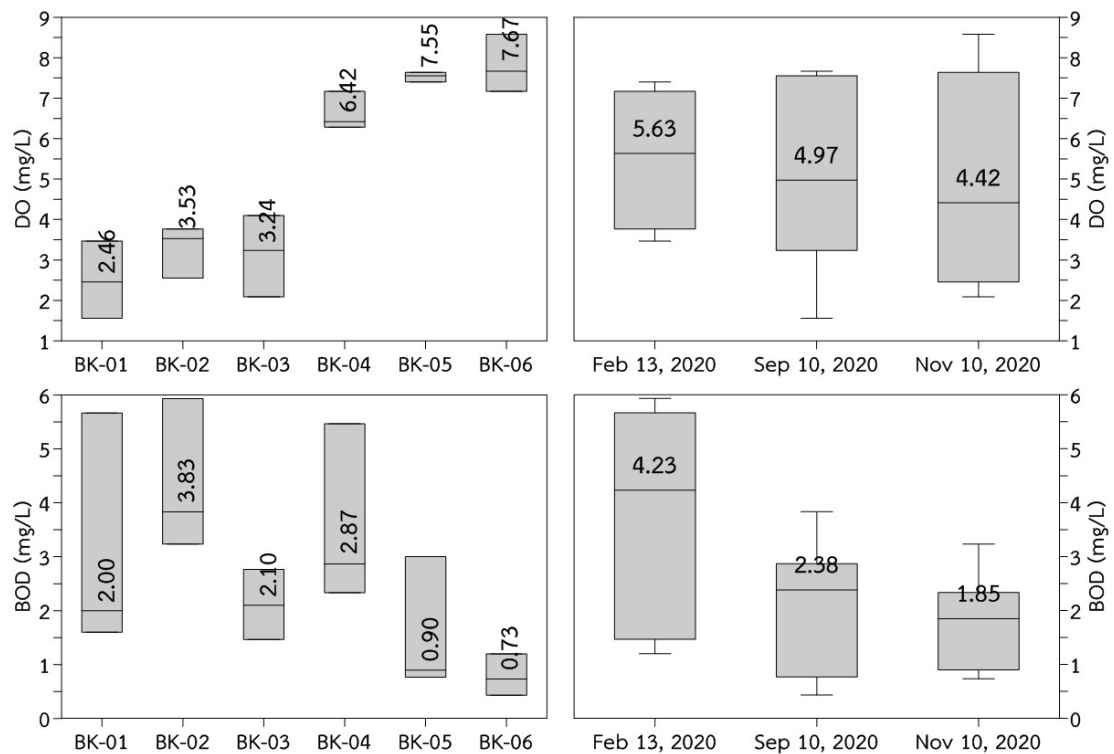 9 8 7 6 5 4 3 2 1
DO (mg/L)
2.46 3.53 3.24 6.42 7.55 7.67
BK-01 BK-02 BK-03 BK-04 BK-05 BK-06
5.63 4.97 4.42
9 8 7 6 5 4 3 2 1
DO (mg/L)
Feb 13, 2020 Sep 10, 2020 Nov 10, 2020
6 5 4 3 2 1 0
BOD (mg/L)
2.00 3.83 2.10 2.87 0.90 0.73
BK-01 BK-02 BK-03 BK-04 BK-05 BK-06
4.23 2.38 1.85
6 5 4 3 2 1 0
BOD (mg/L)
Feb 13, 2020 Sep 10, 2020 Nov 10, 2020